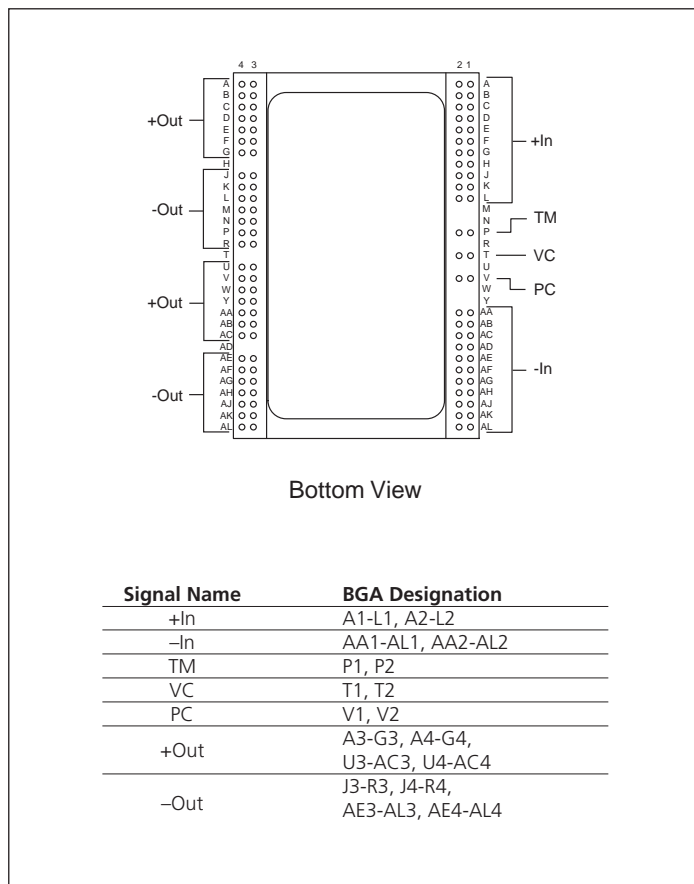 4 3
2 1
A
B
C
D
E
F
G
H
J
K
L
M
N
P
R
T
U
V
W
Y
AA
AB
AC
AD
AE
AF
AG
AH
AJ
AK
AL
+Out
-Out
+Out
-Out
A
B
C
D
E
F
G
H
J
K
L
M
N
P
R
T
U
V
W
Y
AA
AB
AC
AD
AE
AF
AG
AH
AJ
AK
AL
+In
TM
VC
PC
-In
Bottom View
Signal Name BGA Designation
+In A1-L1, A2-L2
–In AA1-AL1, AA2-AL2
TM P1, P2
VC T1, T2
PC V1, V2
+Out A3-G3, A4-G4,
U3-AC3, U4-AC4
–Out J3-R3, J4-R4,
AE3-AL3, AE4-AL4